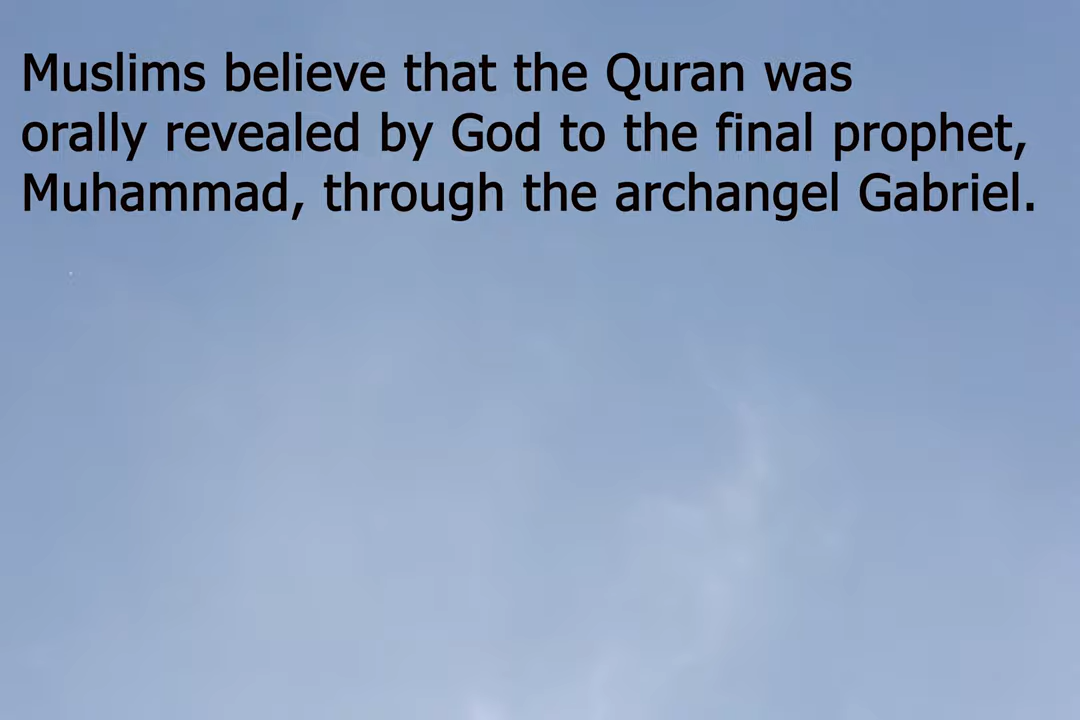 Muslims believe that the Quran was
orally revealed by God to the final prophet,
Muhammad, through the archangel Gabriel.